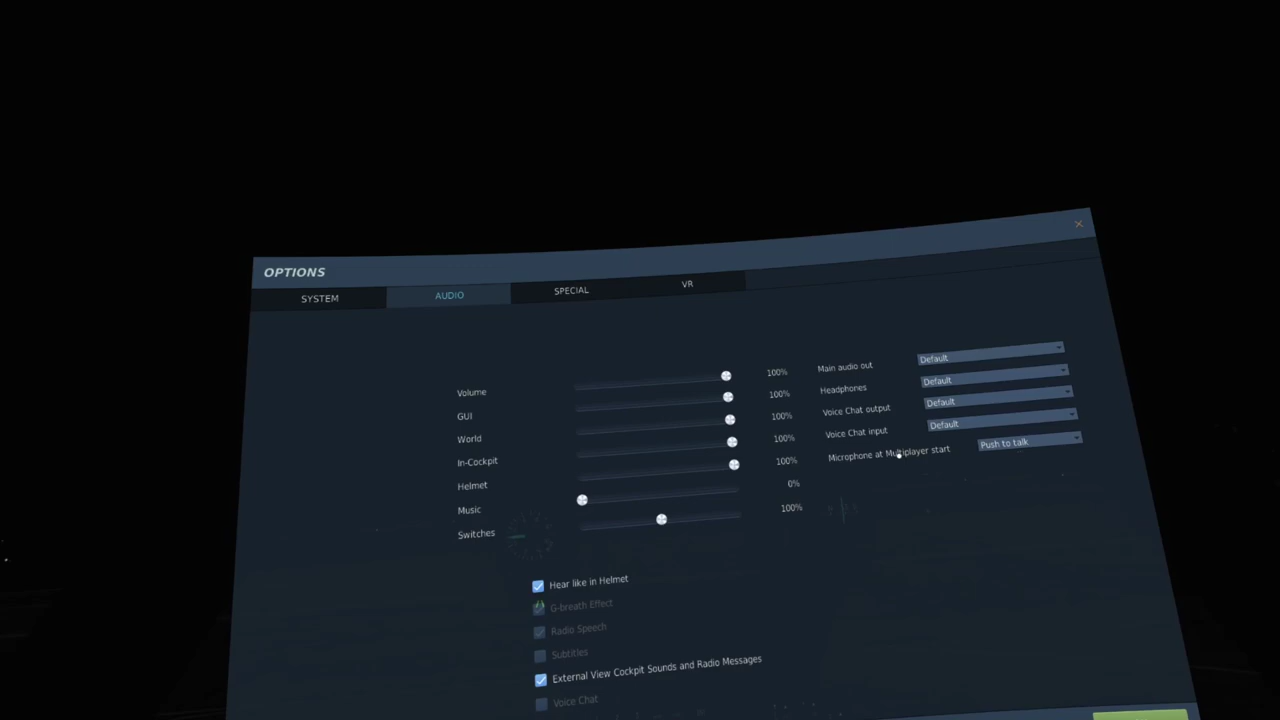 OPTIONS
SYSTEM AUDIO SPECIAL VR
Volume 100% Main audio out Default
GUI 100% Headphones Default
World 100% Voice Chat output Default
In-Cockpit 100% Voice Chat input Default
Helmet 100% Microphone at Multiplayer start Push to talk
Music 0%
Switches 100%
Hear like in Helmet
G-breath Effect
Radio Speech
Subtitles
External View Cockpit Sounds and Radio Messages
Voice Chat